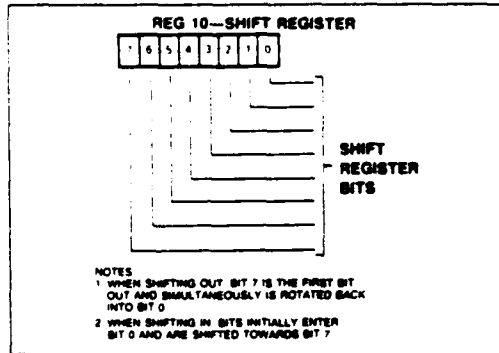 REG 10—SHIFT REGISTER
7 6 5 4 3 2 1 0
SHIFT
REGISTER
BITS
NOTES
1 WHEN SHIFTING OUT BIT 7 IS THE FIRST BIT
OUT AND SIMULTANEOUSLY IS ROTATED BACK
INTO BIT 0
2 WHEN SHIFTING IN BITS INITIALLY ENTER
BIT 0 AND ARE SHIFTED TOWARDS BIT 7